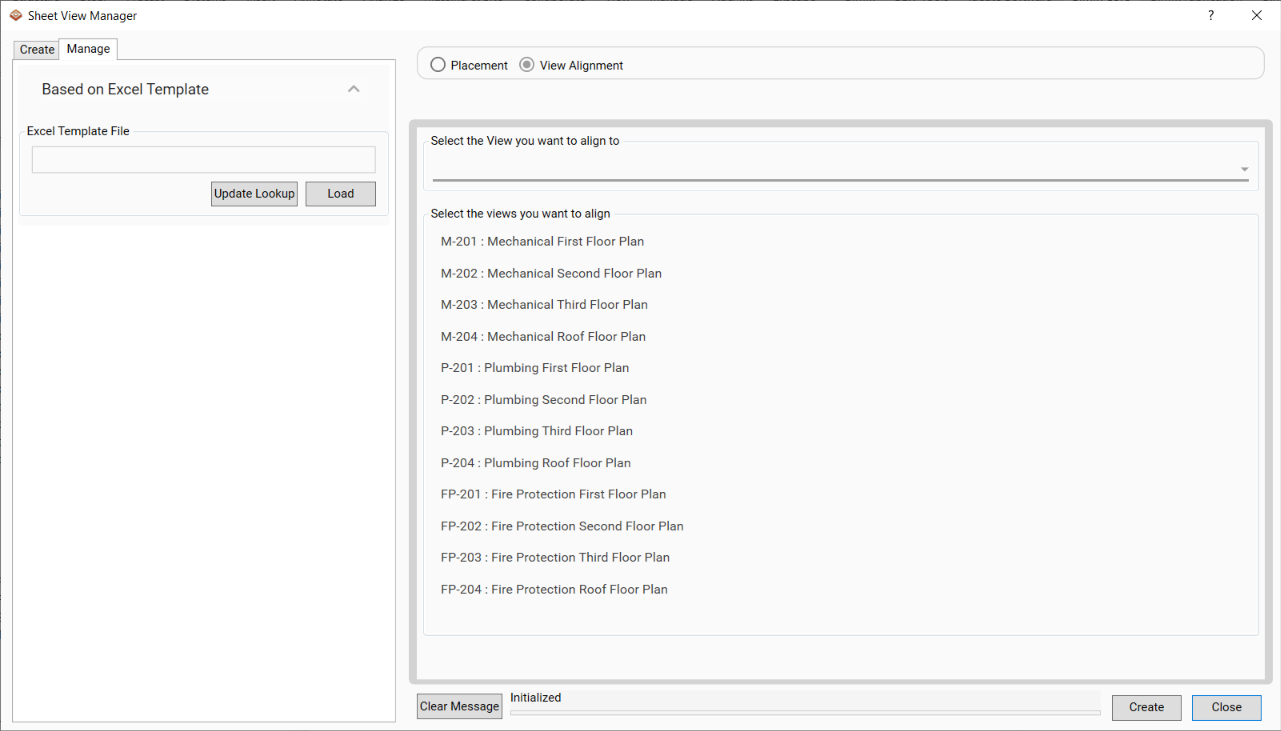 Sheet View Manager
?
Create
Manage
Based on Excel Template
Excel Template File
Update Lookup
Load
Placement
View Alignment
Select the View you want to align to
Select the views you want to align
M-201 : Mechanical First Floor Plan
M-202 : Mechanical Second Floor Plan
M-203 : Mechanical Third Floor Plan
M-204 : Mechanical Roof Floor Plan
P-201 : Plumbing First Floor Plan
P-202 : Plumbing Second Floor Plan
P-203 : Plumbing Third Floor Plan
P-204 : Plumbing Roof Floor Plan
FP-201 : Fire Protection First Floor Plan
FP-202 : Fire Protection Second Floor Plan
FP-203 : Fire Protection Third Floor Plan
FP-204 : Fire Protection Roof Floor Plan
Clear Message
Initialized
Create
Close